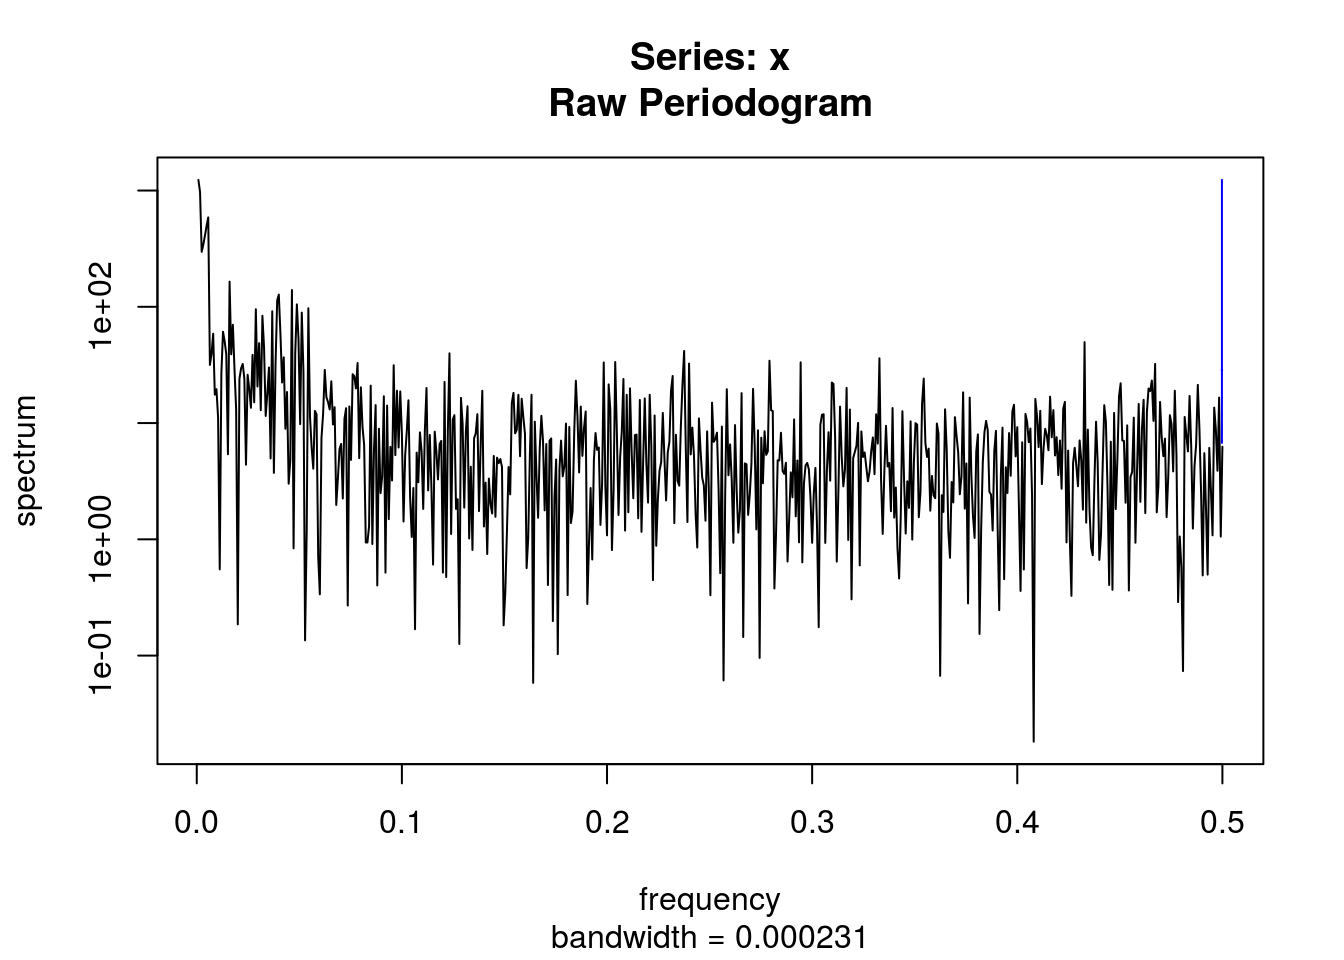 Series: x
Raw Periodogram
spectrum
1e+02
1e+00
1e-01
0.0 0.1 0.2 0.3 0.4 0.5
frequency
bandwidth = 0.000231